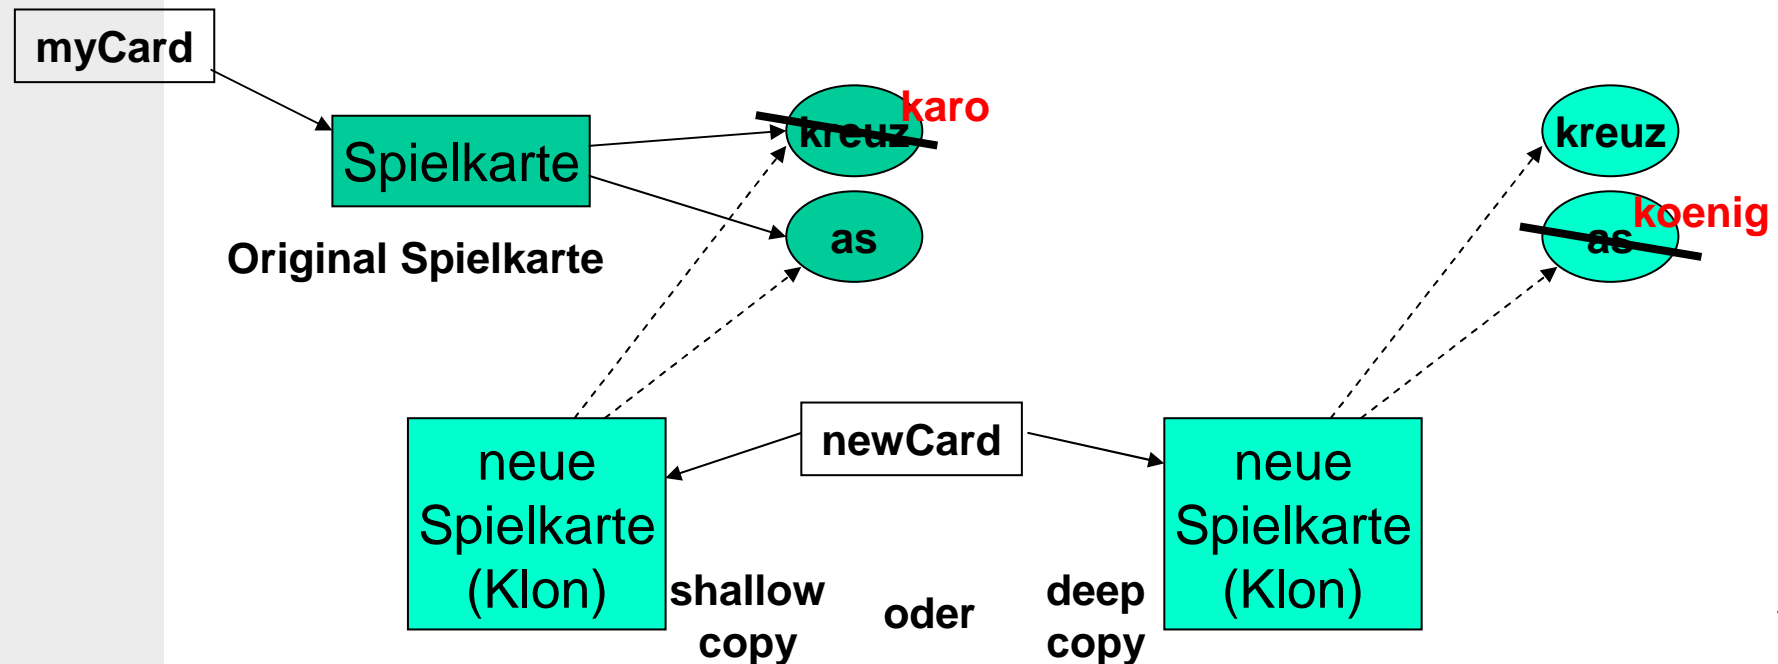 myCard
karo
kreuz
kreuz
Spielkarte
as
koenig
as
Original Spielkarte
newCard
neue
Spielkarte
(Klon)
neue
Spielkarte
(Klon)
shallow
copy
oder
deep
copy